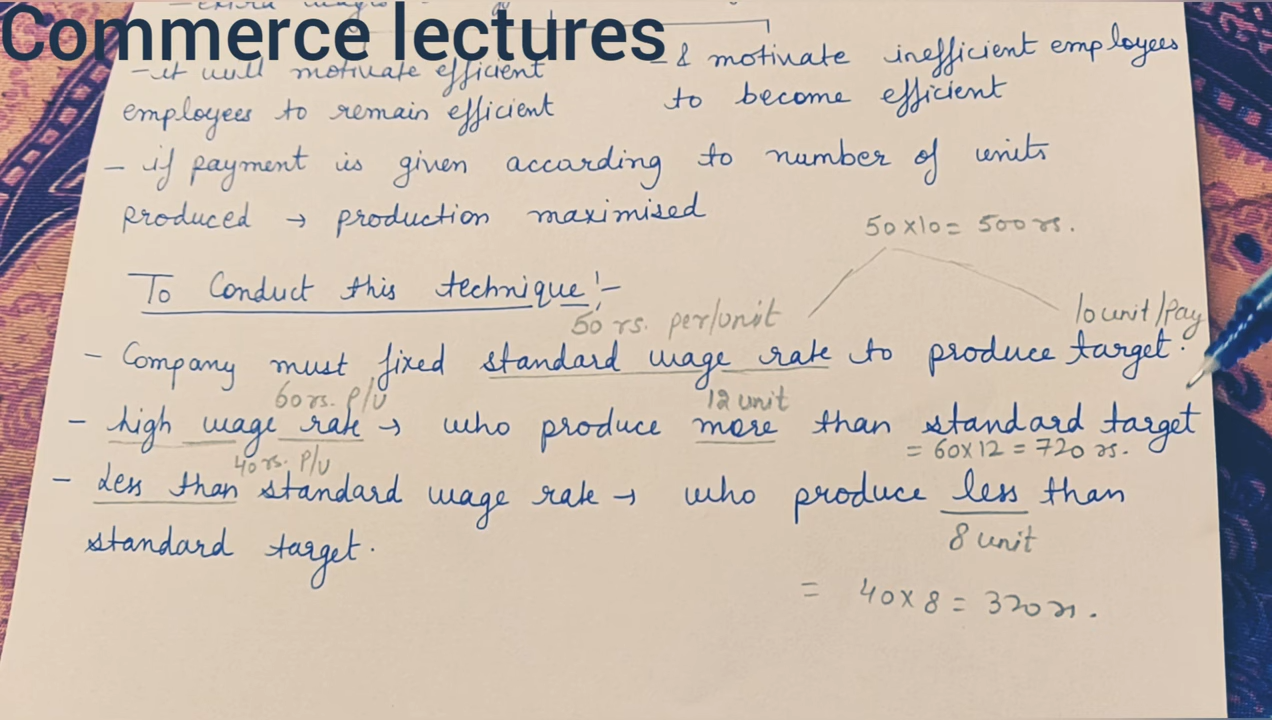 Commerce lectures
- it will motivate efficient
employees to remain efficient
- & motivate inefficient employees
to become efficient
- if payment is given according to number of units
produced → production maximised
50x10= 500 rs.
To Conduct this technique:-
50 rs. per/unit
10 unit/Pay
- Company must fixed standard wage rate to produce target.
60 rs. P/U
12 unit
- high wage rate → who produce more than standard target
= 60x12 = 720 rs.
40 rs. P/U
- Less than standard wage rate → who produce less than
standard target.
8 unit
= 40x8 = 320 rs.